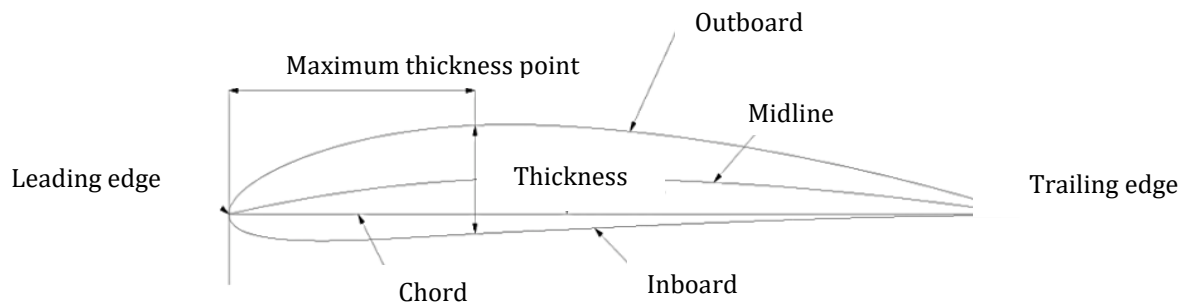 Outboard
Maximum thickness point
Midline
Leading edge
Thickness
Trailing edge
Chord
Inboard